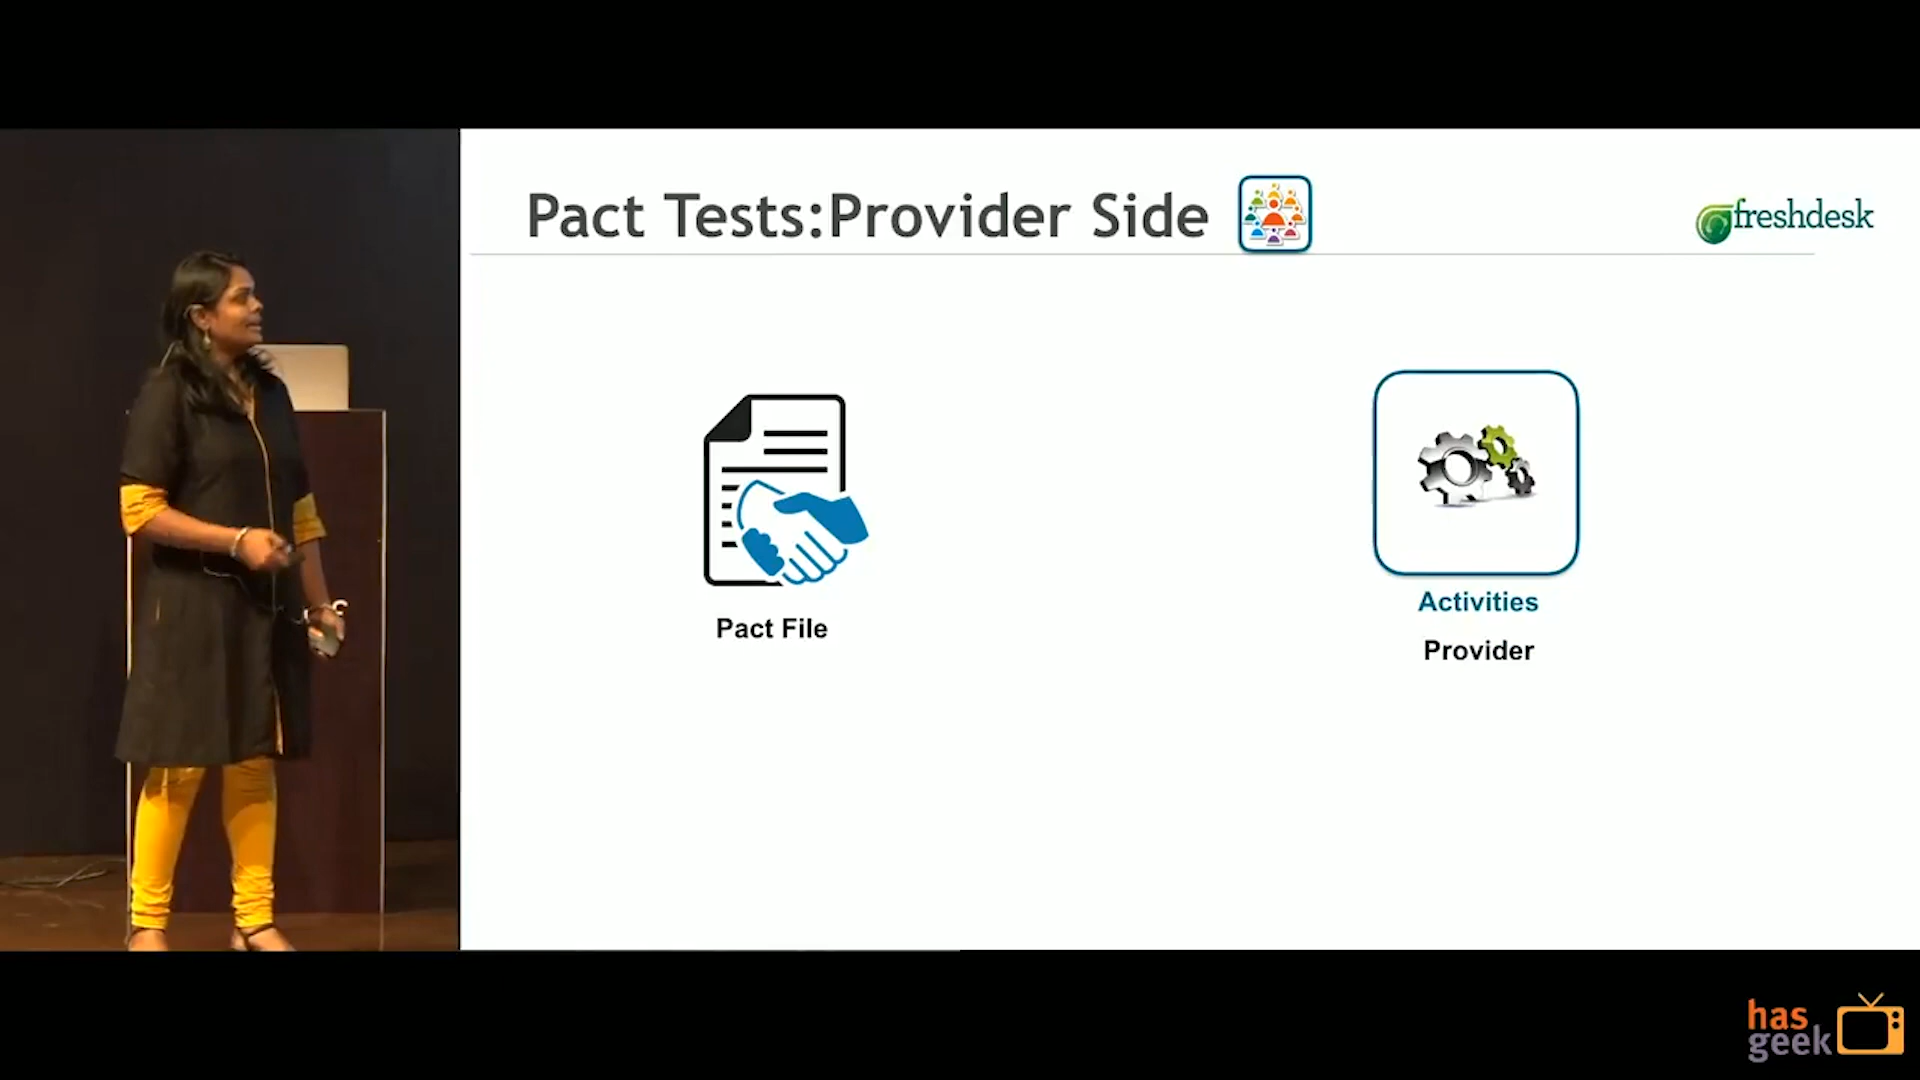 Pact Tests:Provider Side
freshdesk
Pact File
Activities
Provider
has
geek